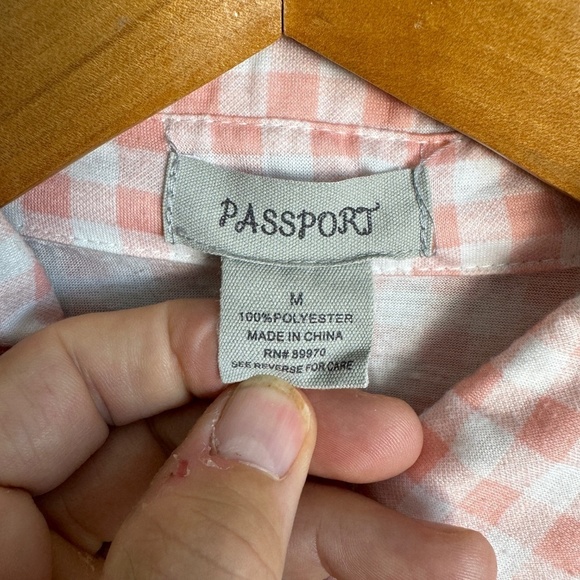 PASSPORT
M
100%POLYESTER
MADE IN CHINA
RN# 89970
SEE REVERSE FOR CARE